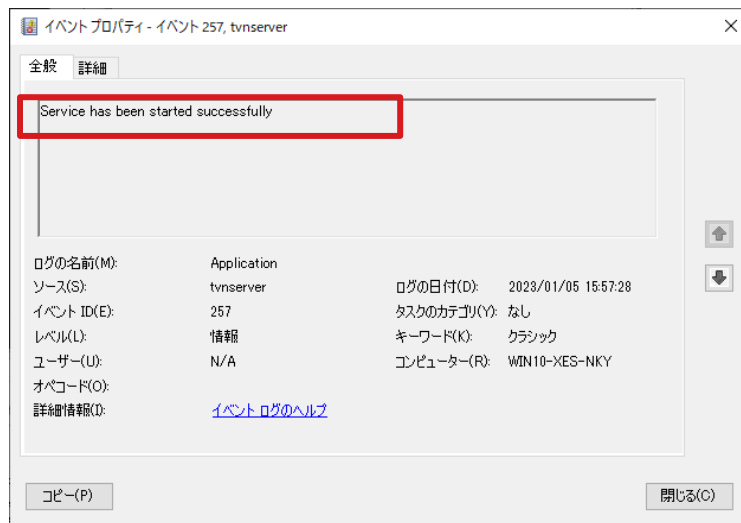 イベント プロパティ - イベント 257, tvnserver
全般 詳細
Service has been started successfully
ログの名前(M): Application
ソース(S): tvnserver ログの日付(D): 2023/01/05 15:57:28
イベント ID(E): 257 タスクのカテゴリ(Y): なし
レベル(L): 情報 キーワード(K): クラシック
ユーザー(U): N/A コンピューター(R): WIN10-XES-NKY
オペコード(O):
詳細情報(I): イベント ログのヘルプ
コピー(P) 閉じる(C)